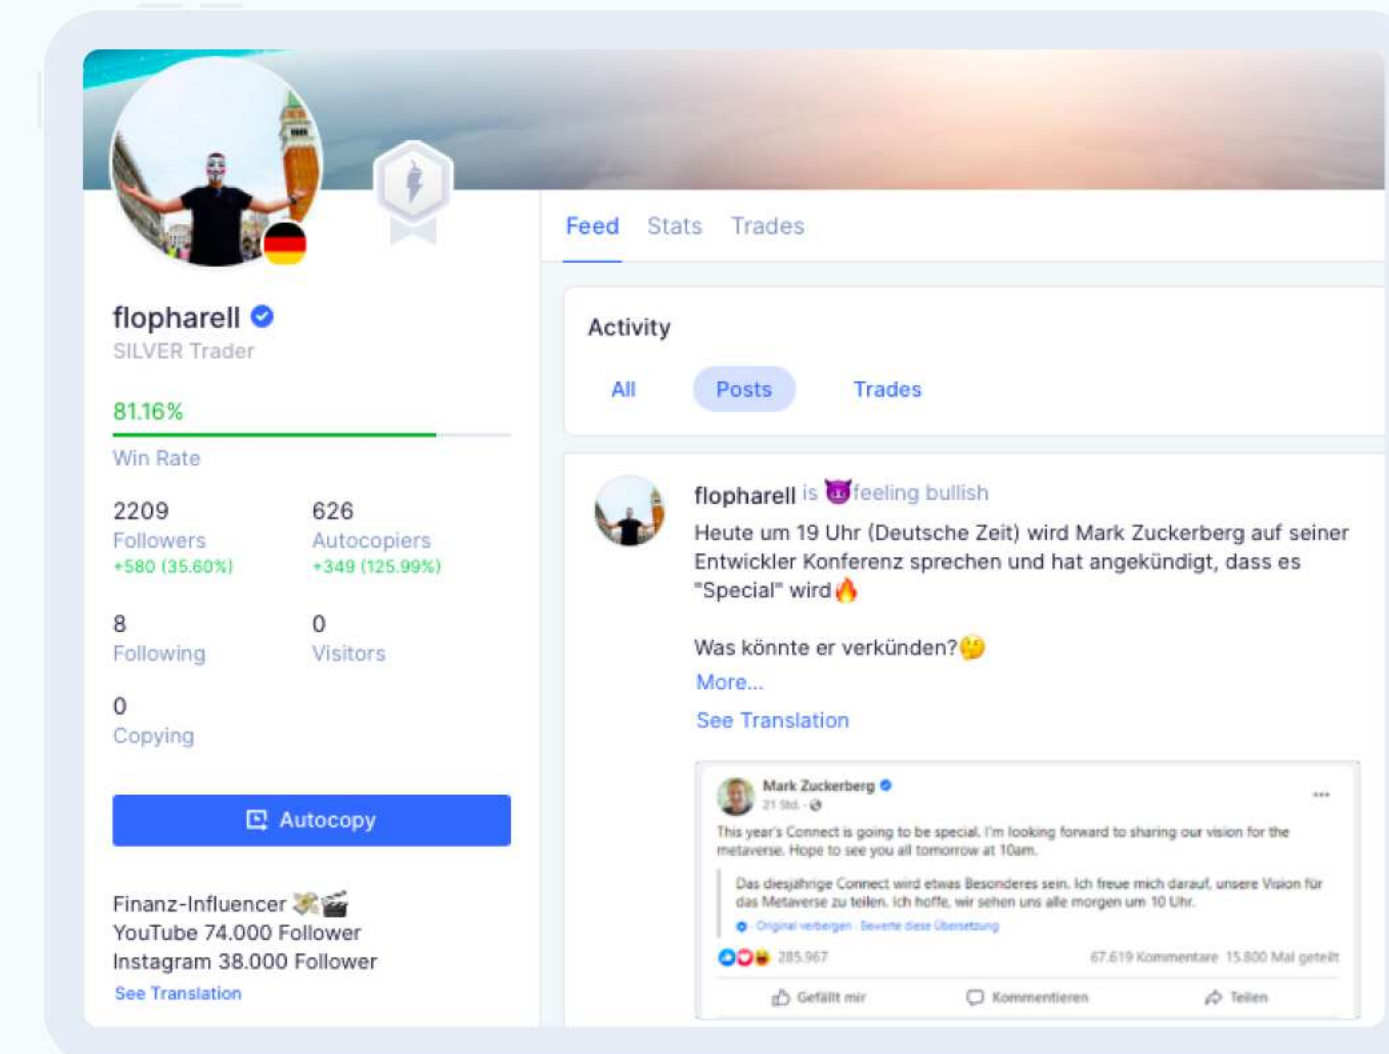 flopharell
SILVER Trader
81.16%
Win Rate
2209
Followers
+580 (35.60%)
626
Autocopiers
+349 (125.99%)
8
Following
0
Visitors
0
Copying
Autocopy
Finanz-Influencer 💸🎬
YouTube 74.000 Follower
Instagram 38.000 Follower
See Translation
Feed Stats Trades
Activity
All Posts Trades
flopharell is 😈feeling bullish
Heute um 19 Uhr (Deutsche Zeit) wird Mark Zuckerberg auf seiner
Entwickler Konferenz sprechen und hat angekündigt, dass es
"Special" wird🔥
Was könnte er verkünden?🤔
More...
See Translation
Mark Zuckerberg
21 Std. ·
This year's Connect is going to be special. I'm looking forward to sharing our vision for the
metaverse. Hope to see you all tomorrow at 10am.
Das diesjährige Connect wird etwas Besonderes sein. Ich freue mich darauf, unsere Vision für
das Metaverse zu teilen. Ich hoffe, wir sehen uns alle morgen um 10 Uhr.
· Original verbergen · Bewerte diese Übersetzung
285.967
67.619 Kommentare 15.800 Mal geteilt
Gefällt mir
Kommentieren
Teilen